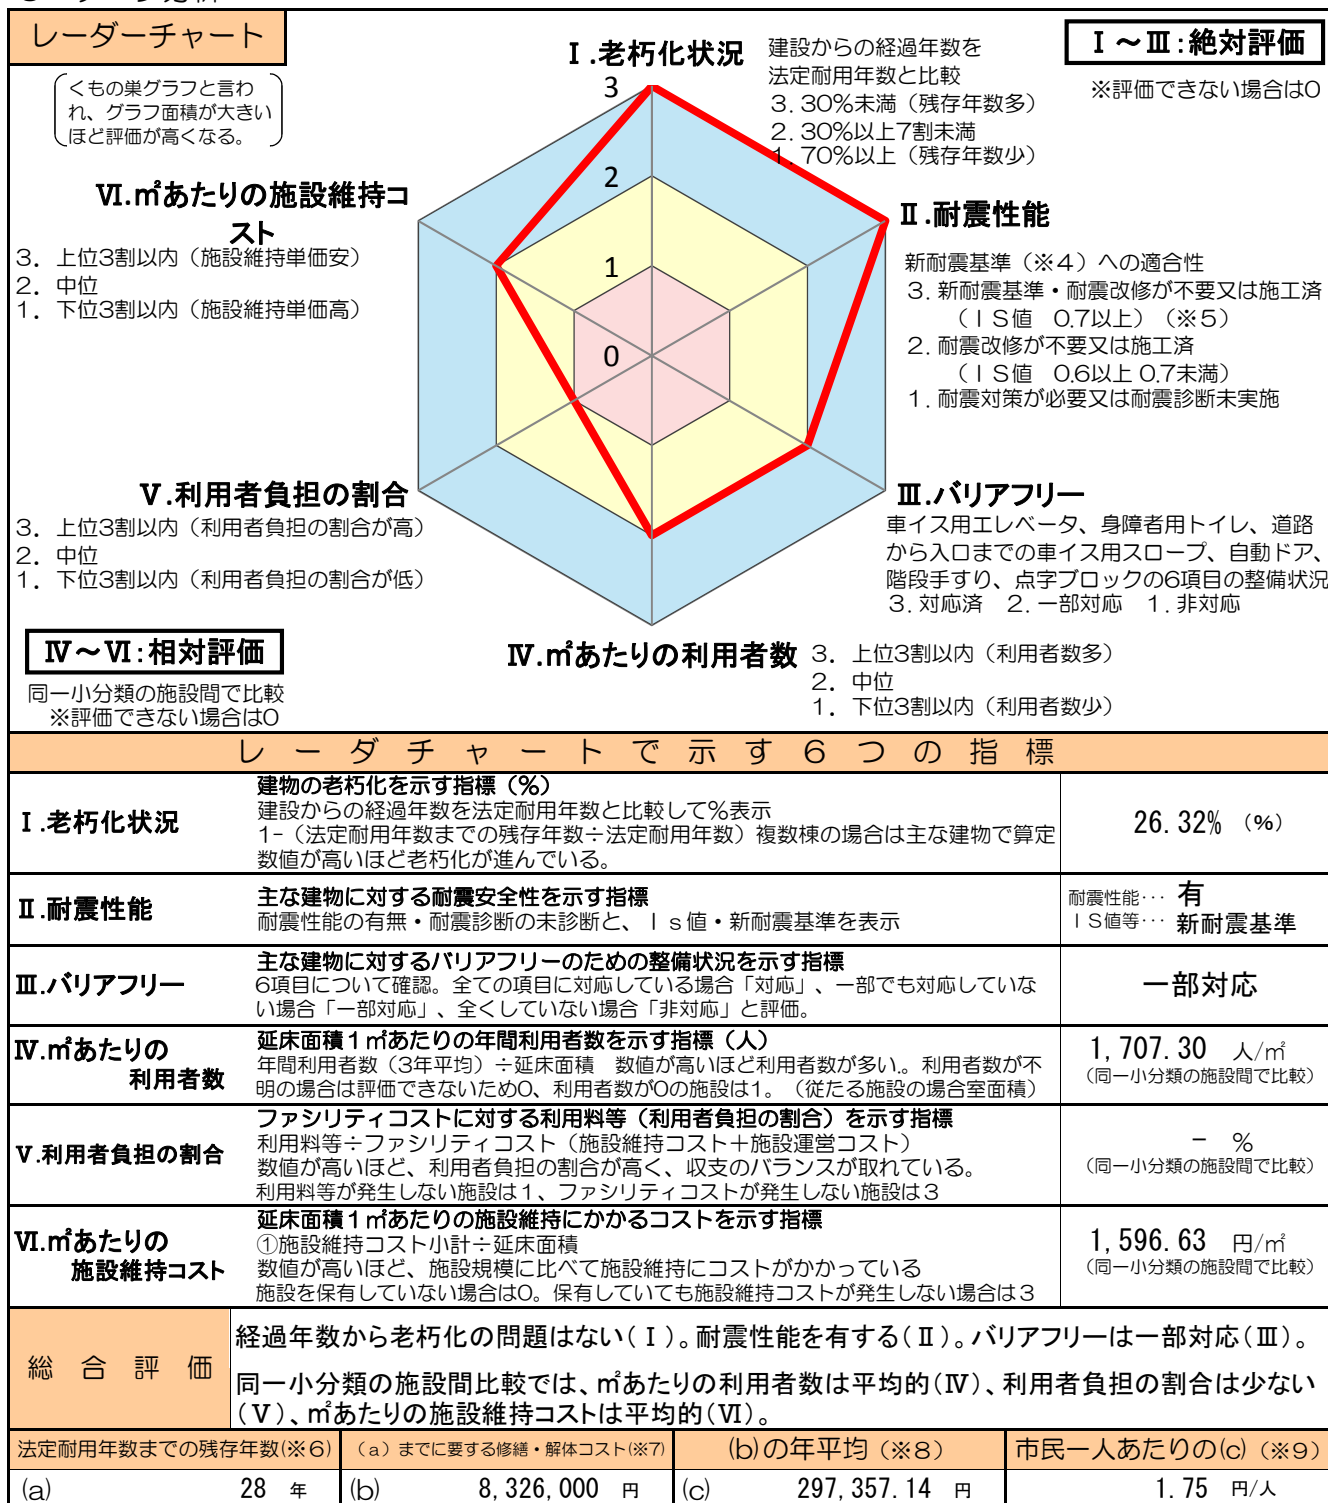 レーダーチャート
くもの巣グラフと言わ
れ、グラフ面積が大きい
ほど評価が高くなる。
Ⅰ.老朽化状況
建設からの経過年数を
法定耐用年数と比較
3. 30%未満（残存年数多）
2. 30%以上7割未満
1. 70%以上（残存年数少）
Ⅰ～Ⅲ:絶対評価
※評価できない場合は0
3
2
1
0
Ⅱ.耐震性能
新耐震基準（※4）への適合性
3. 新耐震基準・耐震改修が不要又は施工済
（ＩＳ値　0.7以上）（※5）
2. 耐震改修が不要又は施工済
（ＩＳ値　0.6以上 0.7未満）
1. 耐震対策が必要又は耐震診断未実施
Ⅵ.㎡あたりの施設維持コ
スト
3. 上位3割以内（施設維持単価安）
2. 中位
1. 下位3割以内（施設維持単価高）
Ⅴ.利用者負担の割合
3. 上位3割以内（利用者負担の割合が高）
2. 中位
1. 下位3割以内（利用者負担の割合が低）
Ⅲ.バリアフリー
車イス用エレベータ、身障者用トイレ、道路
から入口までの車イス用スロープ、自動ドア、
階段手すり、点字ブロックの6項目の整備状況
3. 対応済　2. 一部対応　1. 非対応
Ⅳ～Ⅵ:相対評価
同一小分類の施設間で比較
※評価できない場合は0
Ⅳ.㎡あたりの利用者数
3. 上位3割以内（利用者数多）
2. 中位
1. 下位3割以内（利用者数少）
レーダチャートで示す６つの指標
Ⅰ.老朽化状況
建物の老朽化を示す指標（%）
建設からの経過年数を法定耐用年数と比較して%表示
1-（法定耐用年数までの残存年数÷法定耐用年数）複数棟の場合は主な建物で算定
数値が高いほど老朽化が進んでいる。
26.32% （%）
Ⅱ.耐震性能
主な建物に対する耐震安全性を示す指標
耐震性能の有無・耐震診断の未診断と、Ｉｓ値・新耐震基準を表示
耐震性能･･･ 有
ＩＳ値等･･･ 新耐震基準
Ⅲ.バリアフリー
主な建物に対するバリアフリーのための整備状況を示す指標
6項目について確認。全ての項目に対応している場合「対応」、一部でも対応していな
い場合「一部対応」、全くしていない場合「非対応」と評価。
一部対応
Ⅳ.㎡あたりの
利用者数
延床面積１㎡あたりの年間利用者数を示す指標（人）
年間利用者数（3年平均）÷延床面積　数値が高いほど利用者数が多い。利用者数が不
明の場合は評価できないため0、利用者数が0の施設は1。（従たる施設の場合室面積）
1,707.30 人/㎡
（同一小分類の施設間で比較）
Ⅴ.利用者負担の割合
ファシリティコストに対する利用料等（利用者負担の割合）を示す指標
利用料等÷ファシリティコスト（施設維持コスト＋施設運営コスト）
数値が高いほど、利用者負担の割合が高く、収支のバランスが取れている。
利用料等が発生しない施設は１、ファシリティコストが発生しない施設は３
- %
（同一小分類の施設間で比較）
Ⅵ.㎡あたりの
施設維持コスト
延床面積１㎡あたりの施設維持にかかるコストを示す指標
①施設維持コスト小計÷延床面積
数値が高いほど、施設規模に比べて施設維持にコストがかかっている
施設を保有していない場合は0。保有していても施設維持コストが発生しない場合は３
1,596.63 円/㎡
（同一小分類の施設間で比較）
総合評価
経過年数から老朽化の問題はない(Ⅰ)。耐震性能を有する(Ⅱ)。バリアフリーは一部対応(Ⅲ)。
同一小分類の施設間比較では、㎡あたりの利用者数は平均的(Ⅳ)、利用者負担の割合は少ない
(Ⅴ)、㎡あたりの施設維持コストは平均的(Ⅵ)。
法定耐用年数までの残存年数(※6)
（a）までに要する修繕・解体コスト(※7)
(b)の年平均（※8）
市民一人あたりの(c)（※9）
(a) 28 年
(b) 8,326,000 円
(c) 297,357.14 円
1.75 円/人